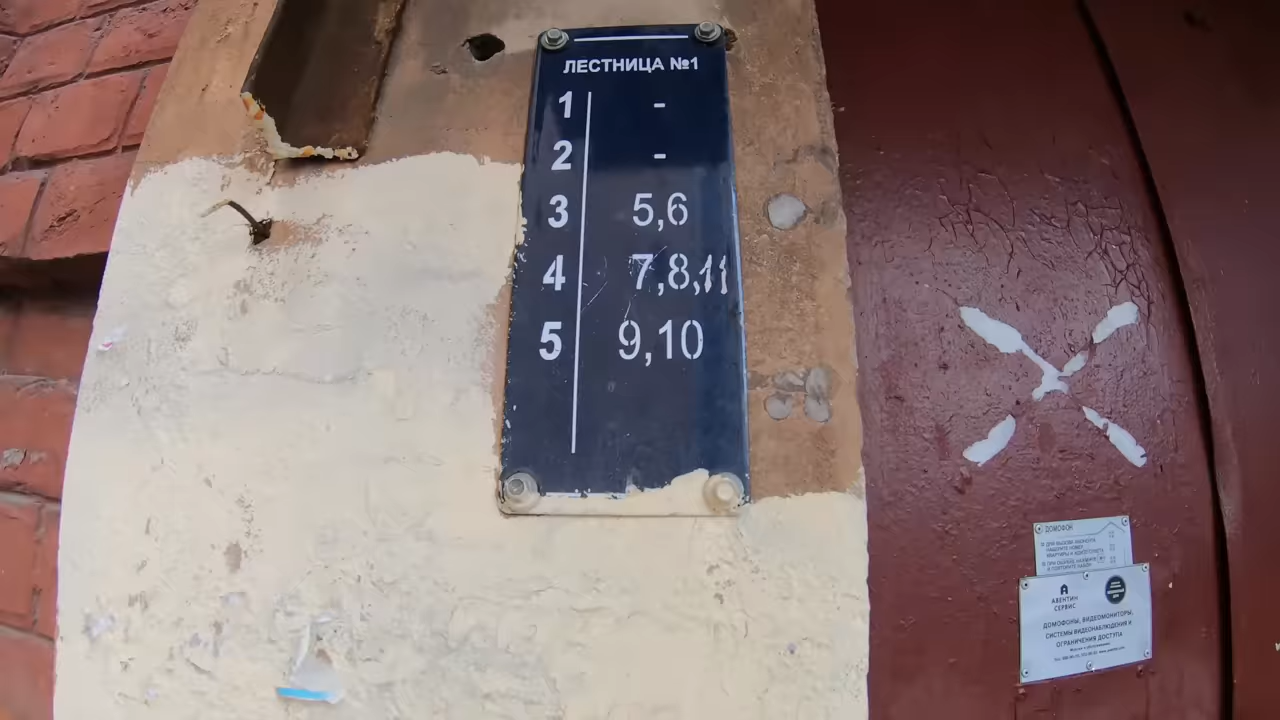 ЛЕСТНИЦА №1
1 -
2 -
3 5,6
4 7,8,11
5 9,10
ДОМОФОН
АВЕНТИН
СЕРВИС
ДОМОФОНЫ, ВИДЕОМОНИТОРЫ,
СИСТЕМЫ ВИДЕОНАБЛЮДЕНИЯ И
ОГРАНИЧЕНИЯ ДОСТУПА